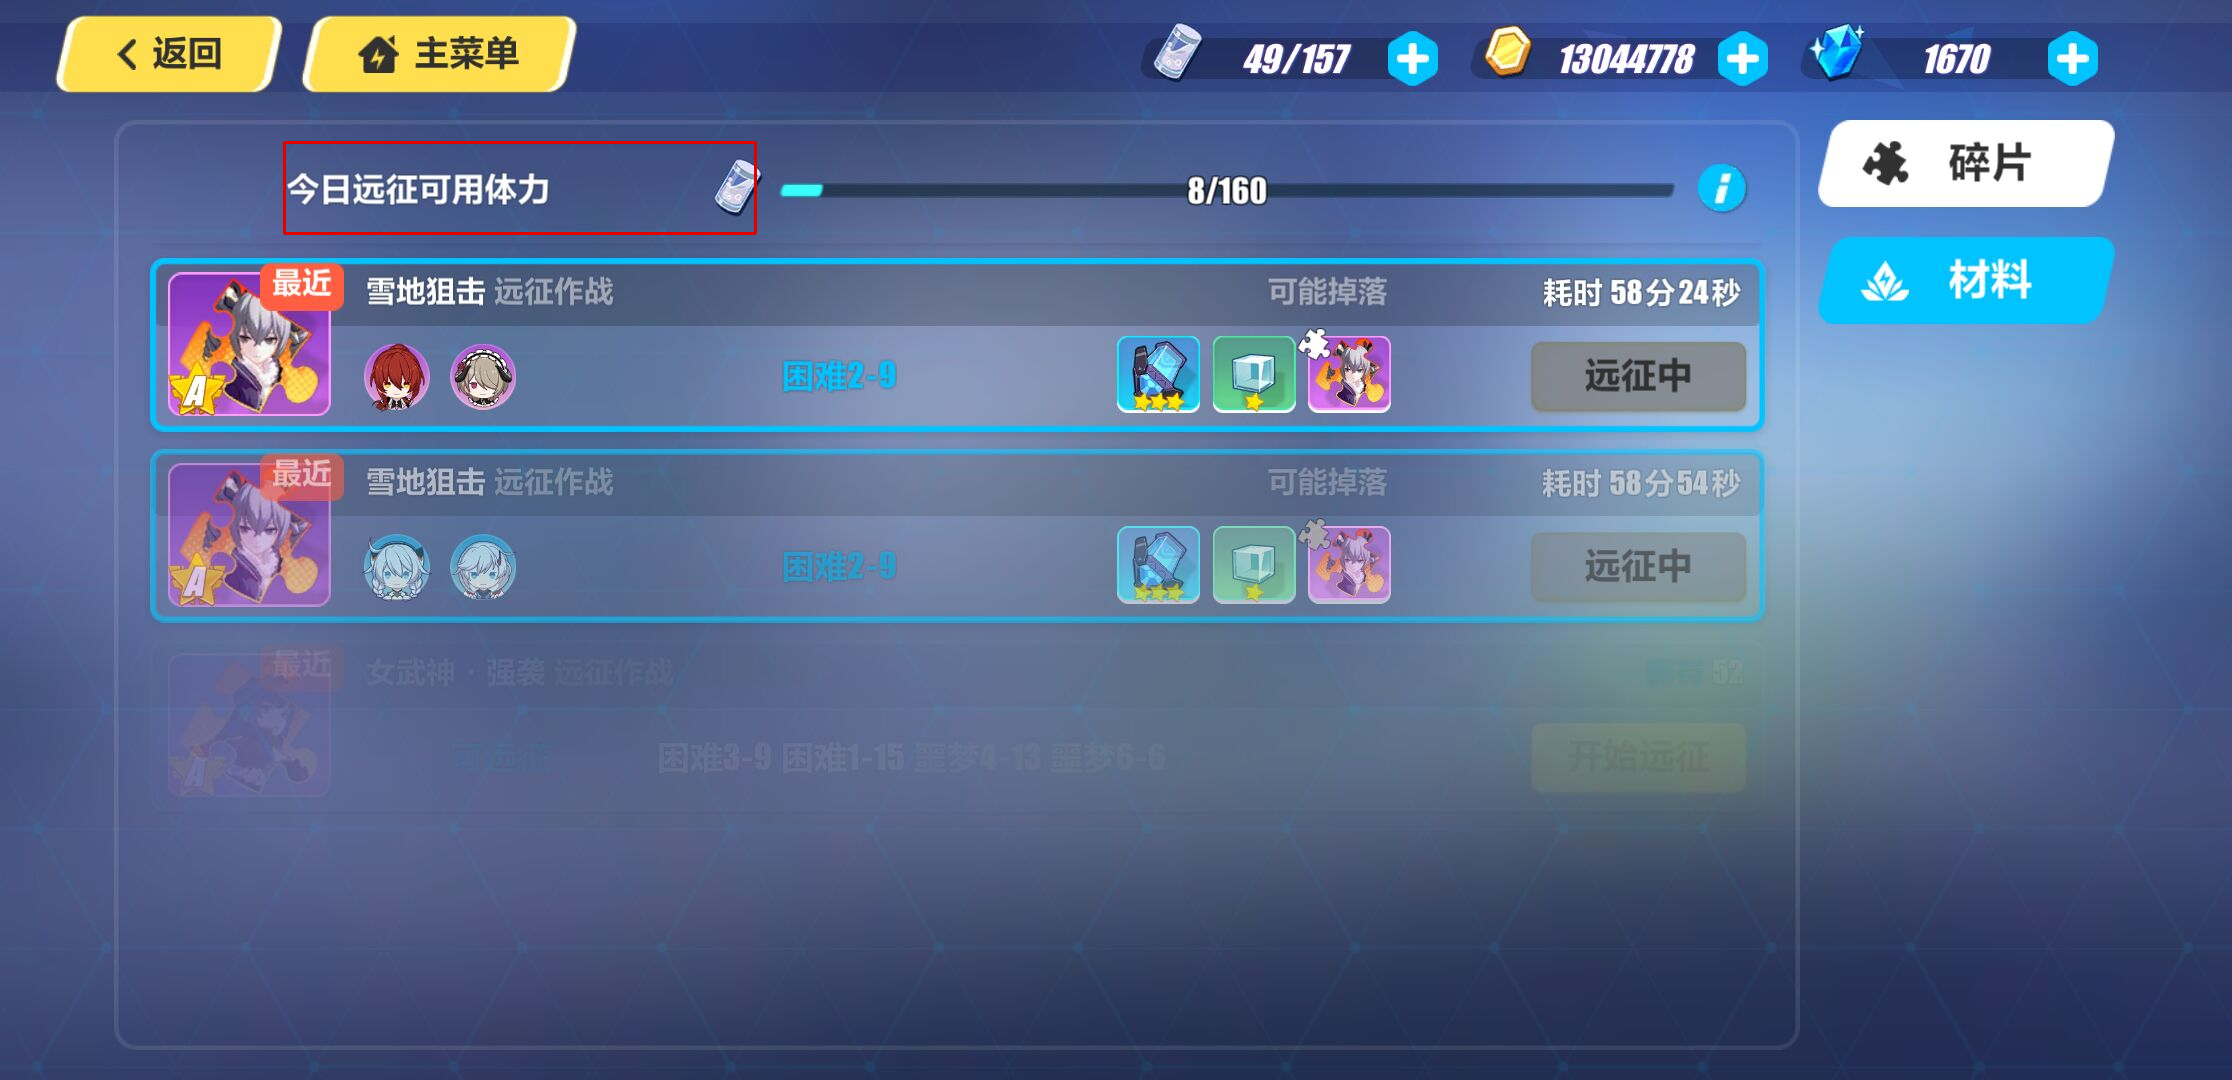 返回 主菜单 49/157 13044778 1670
今日远征可用体力 8/160
碎片
材料
最近 雪地狙击 远征作战 可能掉落 耗时 58分24秒
A 困难2-9 远征中
最近 雪地狙击 远征作战 可能掉落 耗时 58分54秒
A 困难2-9 远征中
最近 女武神·强袭 远征作战 52
A 可远征 困难3-9 困难1-15 噩梦4-13 噩梦6-6 开始远征